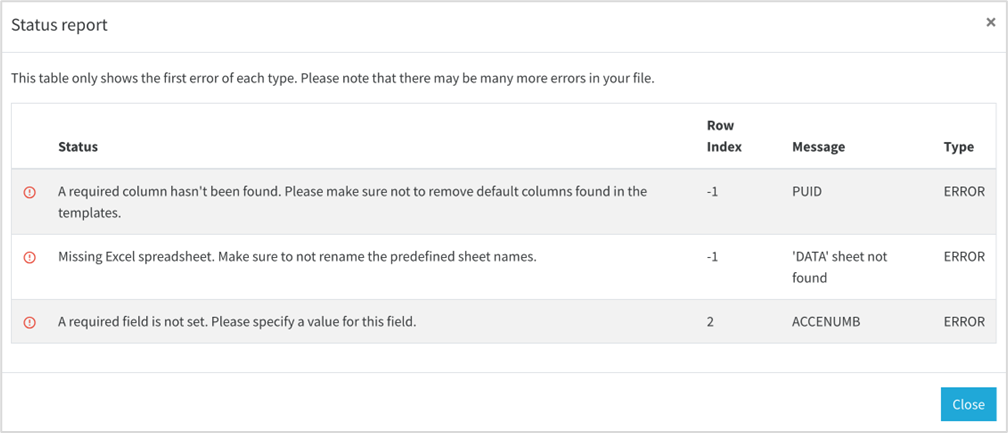 Status report
×
This table only shows the first error of each type. Please note that there may be many more errors in your file.
Status Row Index Message Type
A required column hasn't been found. Please make sure not to remove default columns found in the -1 PUID ERROR
templates.
Missing Excel spreadsheet. Make sure to not rename the predefined sheet names. -1 'DATA' sheet not ERROR
found
A required field is not set. Please specify a value for this field. 2 ACCENUMB ERROR
Close